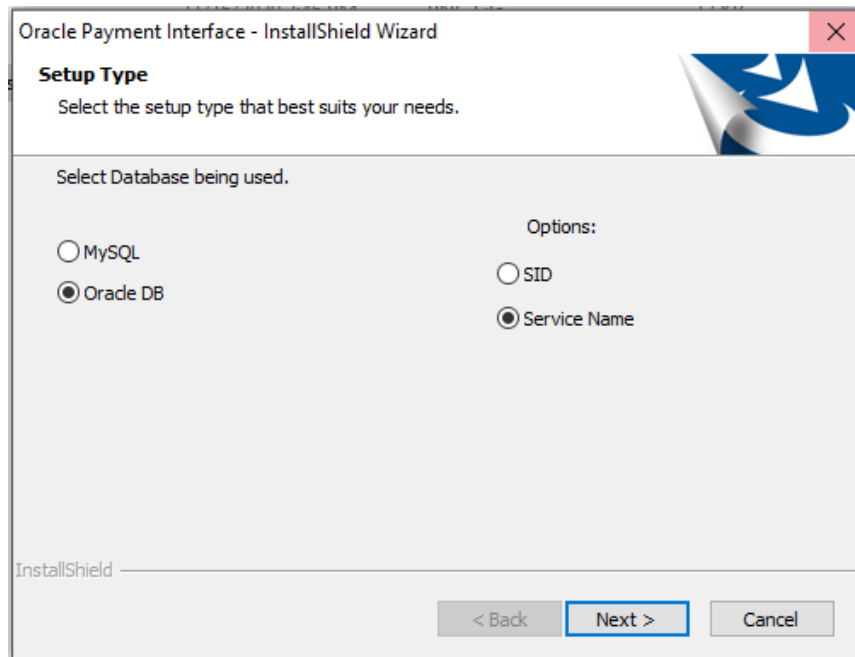 Oracle Payment Interface - InstallShield Wizard
Setup Type
Select the setup type that best suits your needs.
Select Database being used.
Options:
MySQL
SID
Oracle DB
Service Name
InstallShield
< Back
Next >
Cancel